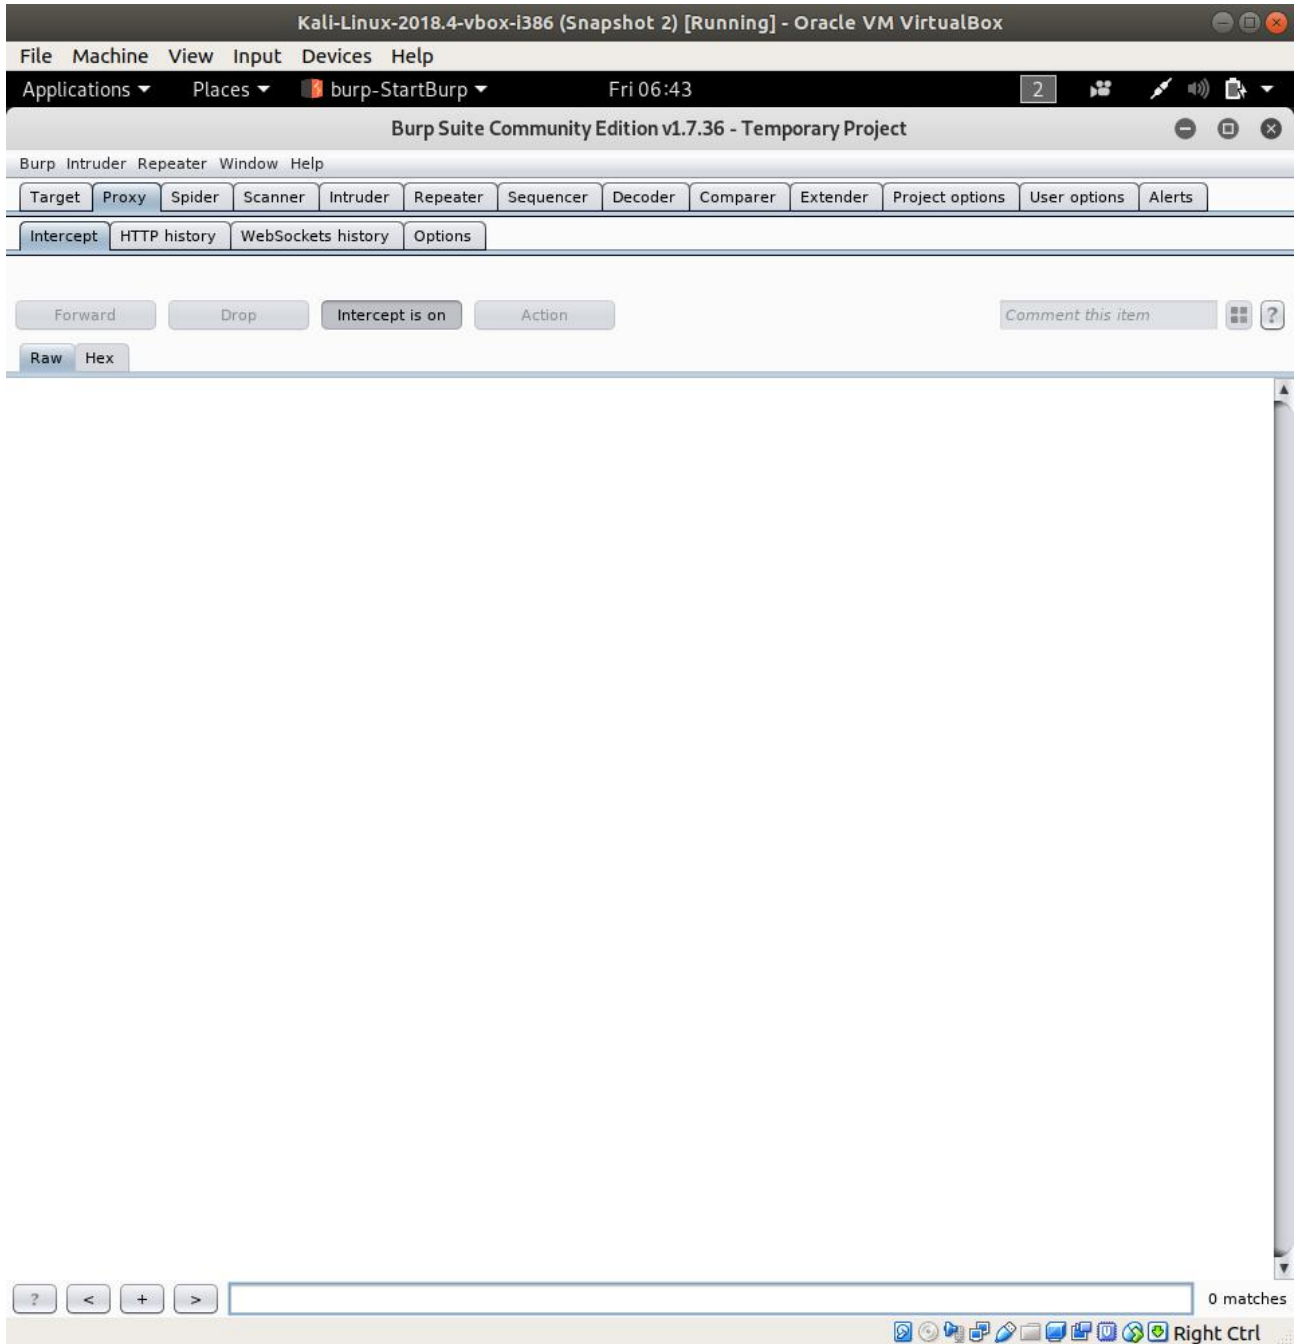 Kali-Linux-2018.4-vbox-i386 (Snapshot 2) [Running] - Oracle VM VirtualBox
File Machine View Input Devices Help
Applications Places burp-StartBurp Fri 06:43 2
Burp Suite Community Edition v1.7.36 - Temporary Project
Burp Intruder Repeater Window Help
Target Proxy Spider Scanner Intruder Repeater Sequencer Decoder Comparer Extender Project options User options Alerts
Intercept HTTP history WebSockets history Options
Forward Drop Intercept is on Action Comment this item ?
Raw Hex
? < + > 0 matches
Right Ctrl